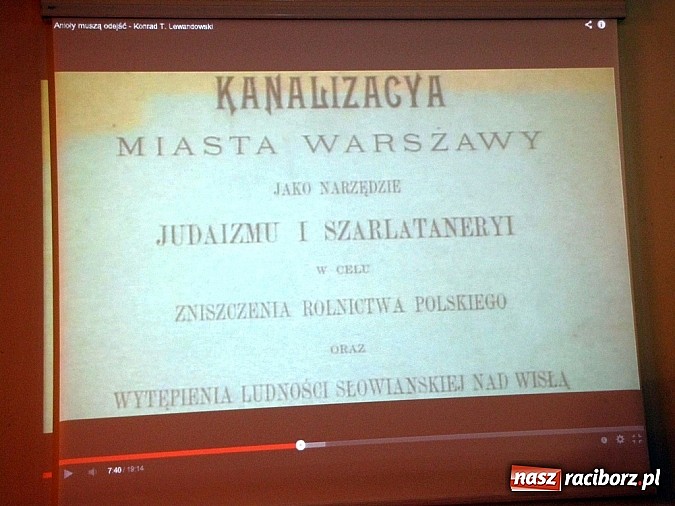 Anioły muszą odejść - Konrad T. Lewandowski
KANALIZACYA
MIASTA WARSZAWY
JAKO NARZĘDZIE
JUDAIZMU I SZARLATANERYI
W CELU
ZNISZCZENIA ROLNICTWA POLSKIEGO
ORAZ
WYTĘPIENIA LUDNOŚCI SŁOWIAŃSKIEJ NAD WISŁĄ
7:40 / 19:14
nasz raciborz.pl